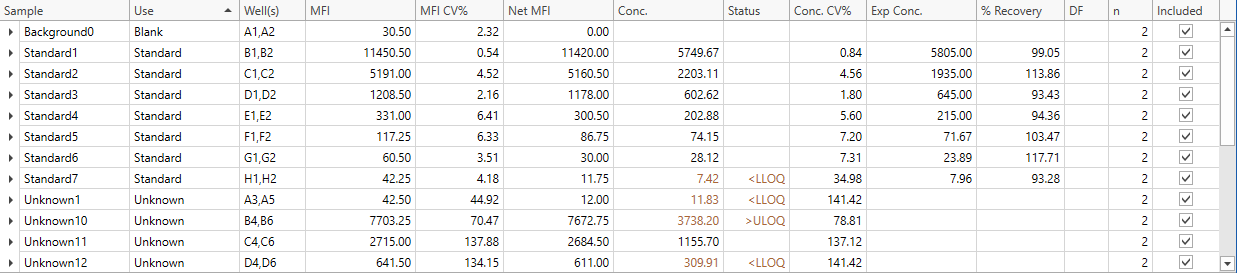 Sample Use Well(s) MFI MFI CV% Net MFI Conc. Status Conc. CV% Exp Conc. % Recovery DF n Included
Background0 Blank A1,A2 30.50 2.32 0.00 2
Standard1 Standard B1,B2 11450.50 0.54 11420.00 5749.67 0.84 5805.00 99.05 2
Standard2 Standard C1,C2 5191.00 4.52 5160.50 2203.11 4.56 1935.00 113.86 2
Standard3 Standard D1,D2 1208.50 2.16 1178.00 602.62 1.80 645.00 93.43 2
Standard4 Standard E1,E2 331.00 6.41 300.50 202.88 5.60 215.00 94.36 2
Standard5 Standard F1,F2 117.25 6.33 86.75 74.15 7.20 71.67 103.47 2
Standard6 Standard G1,G2 60.50 3.51 30.00 28.12 7.31 23.89 117.71 2
Standard7 Standard H1,H2 42.25 4.18 11.75 7.42 <LLOQ 34.98 7.96 93.28 2
Unknown1 Unknown A3,A5 42.50 44.92 12.00 11.83 <LLOQ 141.42 2
Unknown10 Unknown B4,B6 7703.25 70.47 7672.75 3738.20 >ULOQ 78.81 2
Unknown11 Unknown C4,C6 2715.00 137.88 2684.50 1155.70 137.12 2
Unknown12 Unknown D4,D6 641.50 134.15 611.00 309.91 <LLOQ 141.42 2